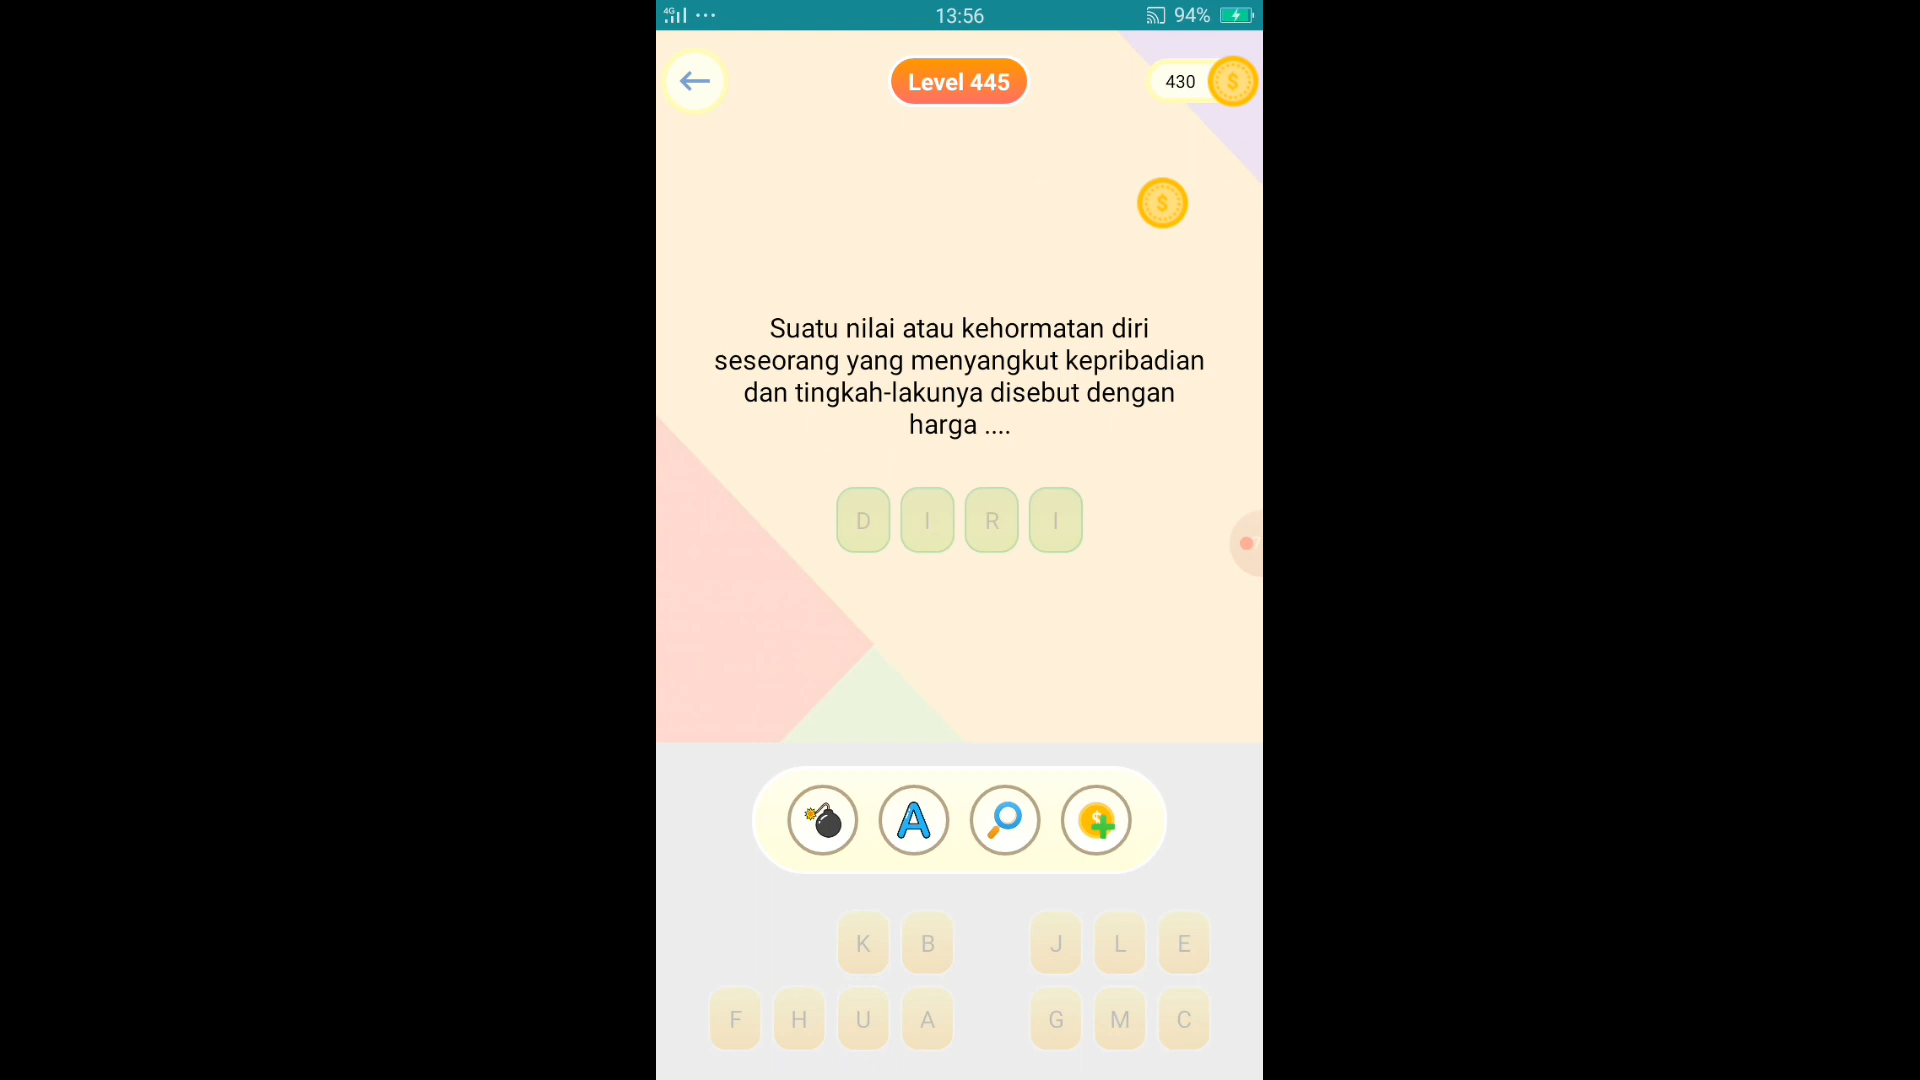 4G 13:56 94%
Level 445
430
Suatu nilai atau kehormatan diri
seseorang yang menyangkut kepribadian
dan tingkah-lakunya disebut dengan
harga ....
D I R I
A
K B J L E
F H U A G M C